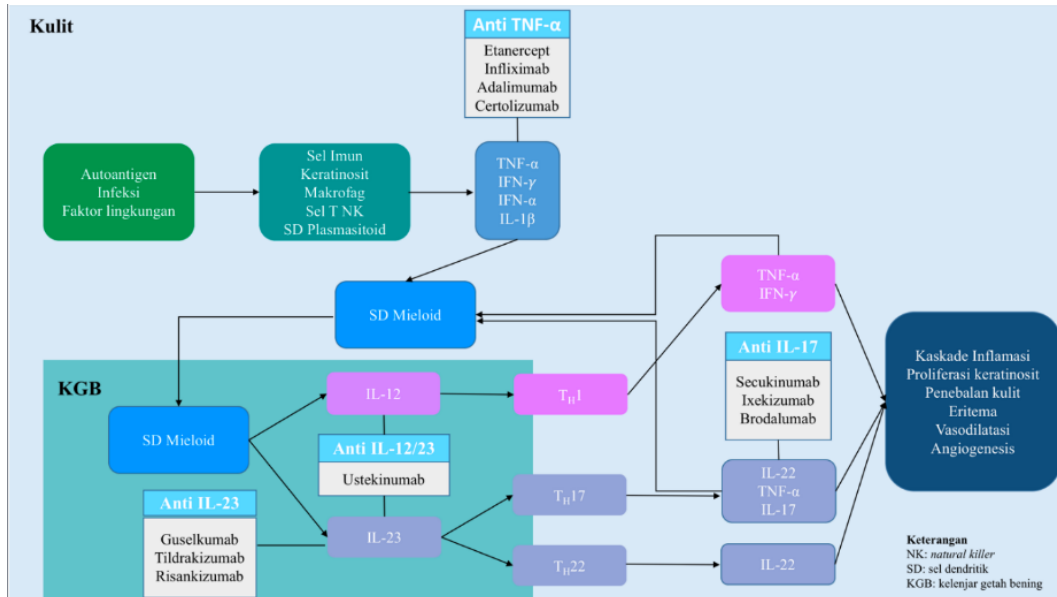 Kulit
Anti TNF-α
Etanercept
Infliximab
Adalimumab
Certolizumab
Autoantigen
Infeksi
Faktor lingkungan
Sel Imun
Keratinosit
Makrofag
Sel T NK
SD Plasmasitoid
TNF-α
IFN-γ
IFN-α
IL-1β
SD Mieloid
TNF-α
IFN-γ
Anti IL-17
Secukinumab
Ixekizumab
Brodalumab
Kaskade Inflamasi
Proliferasi keratinosit
Penebalan kulit
Eritema
Vasodilatasi
Angiogenesis
KGB
SD Mieloid
IL-12
TH1
Anti IL-12/23
Ustekinumab
Anti IL-23
Guselkumab
Tildrakizumab
Risankizumab
IL-23
TH17
IL-22
TNF-α
IL-17
TH22
IL-22
Keterangan
NK: natural killer
SD: sel dendritik
KGB: kelenjar getah bening